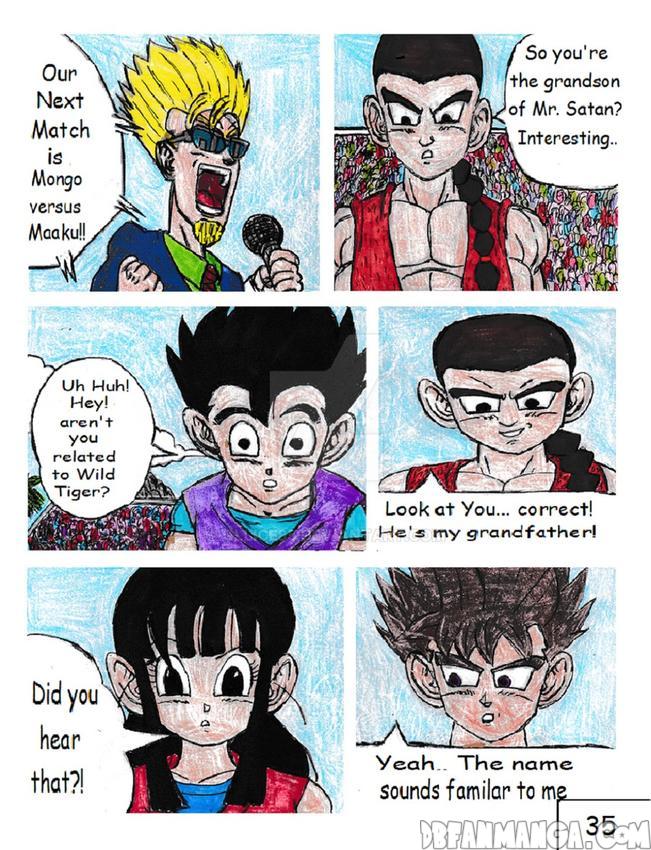 Our
Next
Match
is
Mongo
versus
Maaku!!
So you're
the grandson
of Mr. Satan?
Interesting..
Uh Huh!
Hey!
aren't
you
related
to Wild
Tiger?
Look at You... correct!
He's my grandfather!
Did you
hear
that?!
Yeah.. The name
sounds familar to me
35
DBFANMANGA.COM